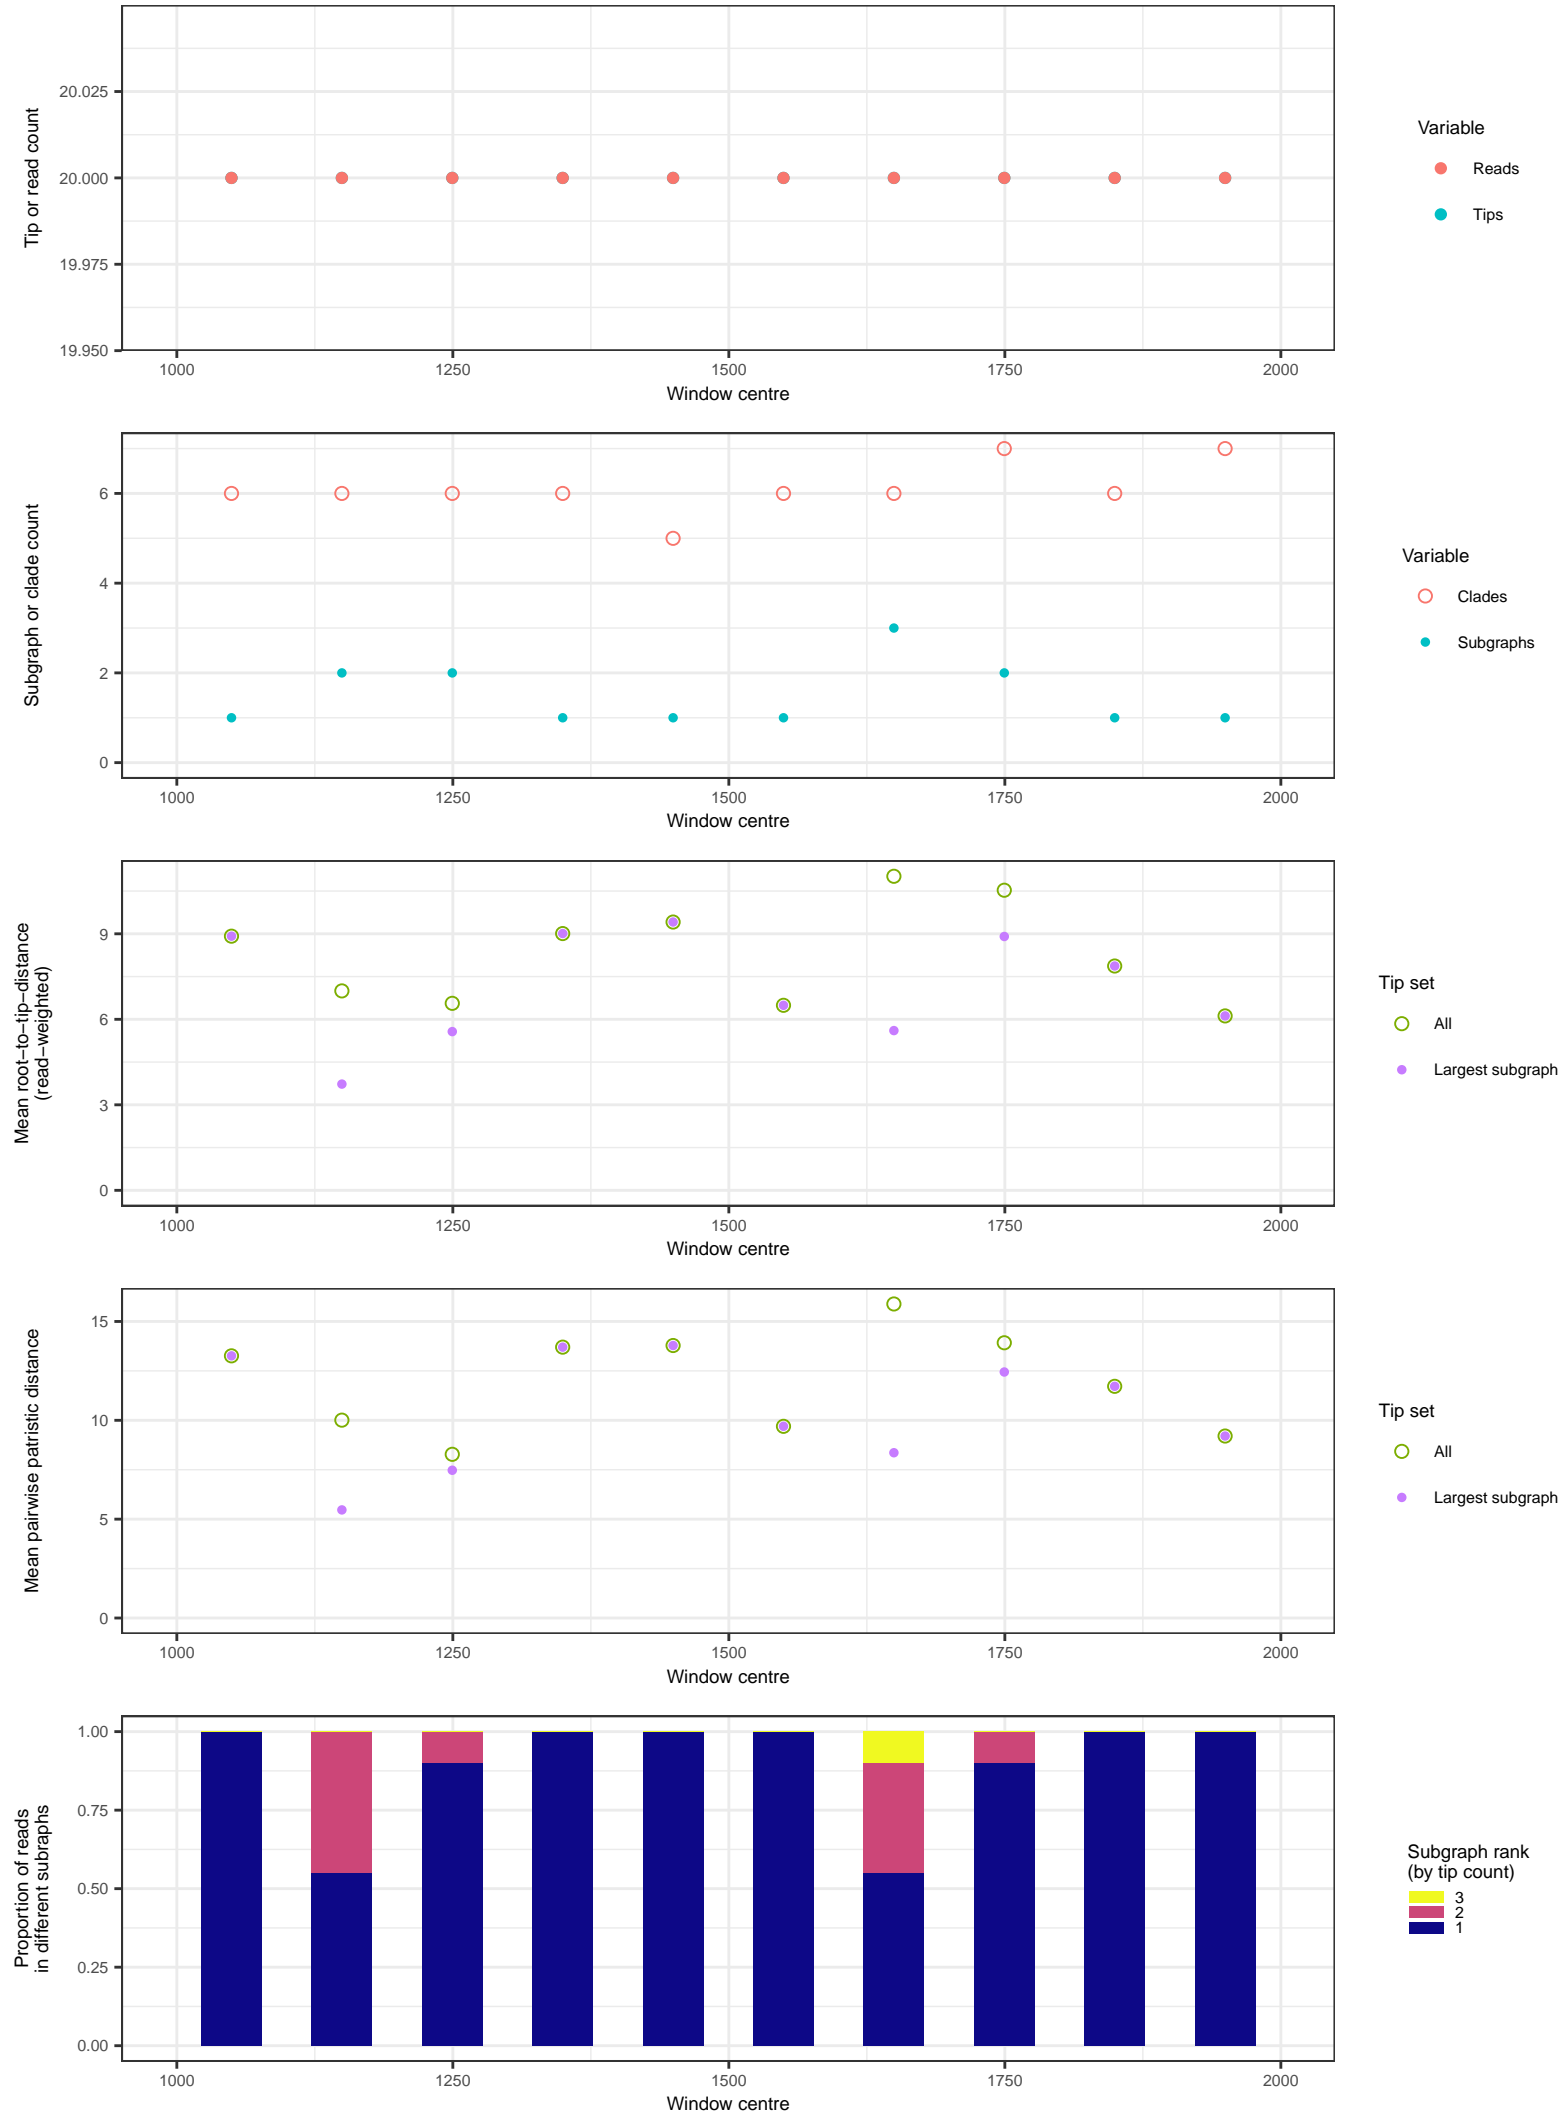 20.025
20.000
19.975
19.950
Tip or read count
1000 1250 1500 1750 2000
Window centre
Variable
Reads
Tips
6
4
2
0
Subgraph or clade count
1000 1250 1500 1750 2000
Window centre
Variable
Clades
Subgraphs
9
6
3
0
Mean root−to−tip−distance
(read−weighted)
1000 1250 1500 1750 2000
Window centre
Tip set
All
Largest subgraph
15
10
5
0
Mean pairwise patristic distance
1000 1250 1500 1750 2000
Window centre
Tip set
All
Largest subgraph
1.00
0.75
0.50
0.25
0.00
Proportion of reads
in different subraphs
1000 1250 1500 1750 2000
Window centre
Subgraph rank
(by tip count)
3
2
1